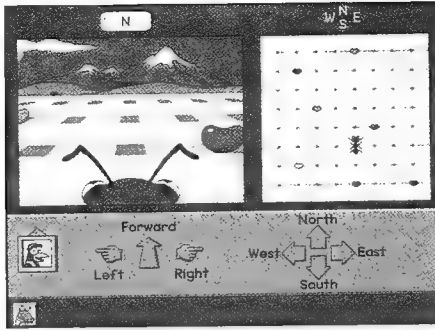 N
N
W E
S
Forward
Left
Right
North
West
East
South